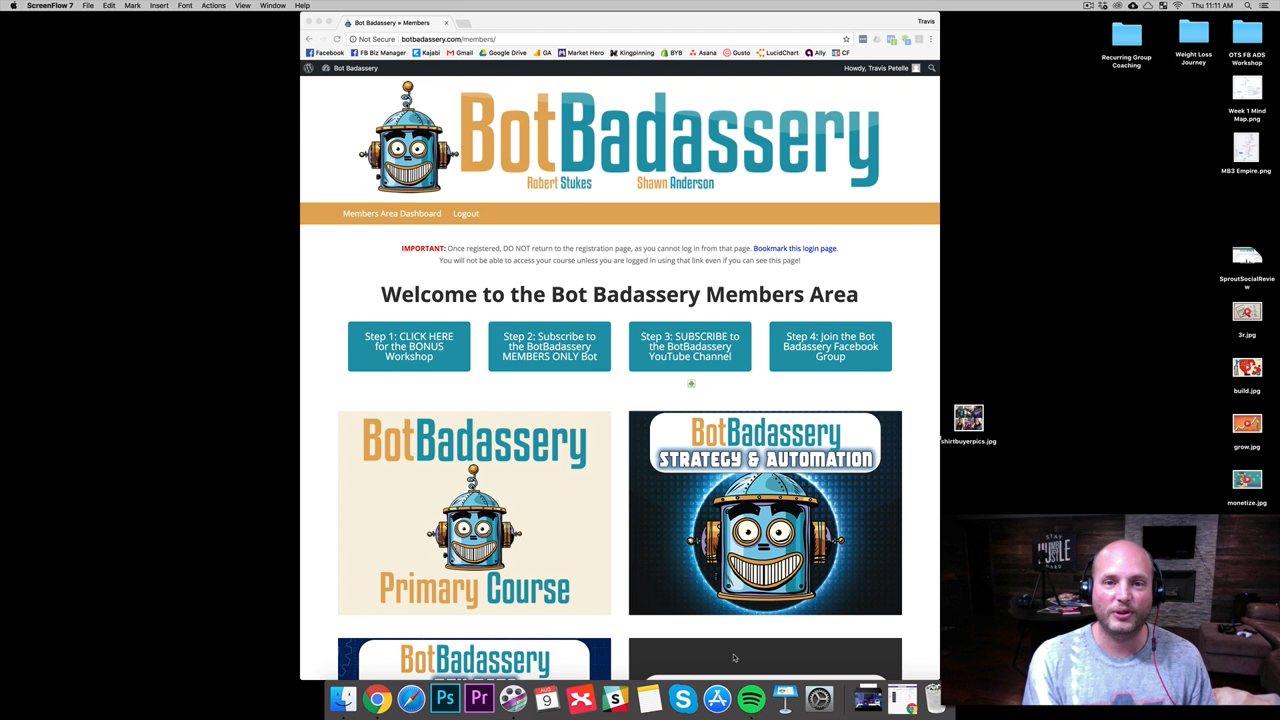 ScreenFlow 7 File Edit Mark Insert Font Actions View Window Help
Thu 11:11 AM
Bot Badassery » Members
Travis
Not Secure botbadassery.com/members/
Facebook FB Biz Manager Kajabi Gmail Google Drive GA Market Hero Kingpinning BYB Asana Gusto LucidChart Ally CF
Bot Badassery
Howdy, Travis Petelle
BotBadassery
Robert Stukes Shawn Anderson
Members Area Dashboard Logout
IMPORTANT: Once registered, DO NOT return to the registration page, as you cannot log in from that page. Bookmark this login page.
You will not be able to access your course unless you are logged in using that link even if you can see this page!
Welcome to the Bot Badassery Members Area
Step 1: CLICK HERE
for the BONUS
Workshop
Step 2: Subscribe to
the BotBadassery
MEMBERS ONLY Bot
Step 3: SUBSCRIBE to
the BotBadassery
YouTube Channel
Step 4: Join the Bot
Badassery Facebook
Group
BotBadassery
Primary Course
BotBadassery
STRATEGY & AUTOMATION
BotBadassery
Recurring Group
Coaching
Weight Loss
Journey
OTS FB ADS
Workshop
Week 1 Mind
Map.png
MB3 Empire.png
SproutSocialRevie
w
3r.jpg
build.jpg
shirtbuyerpics.jpg
grow.jpg
monetize.jpg
STAY
HUMBLE
HUSTLE
HARD
Ps
Pr
AUG
9